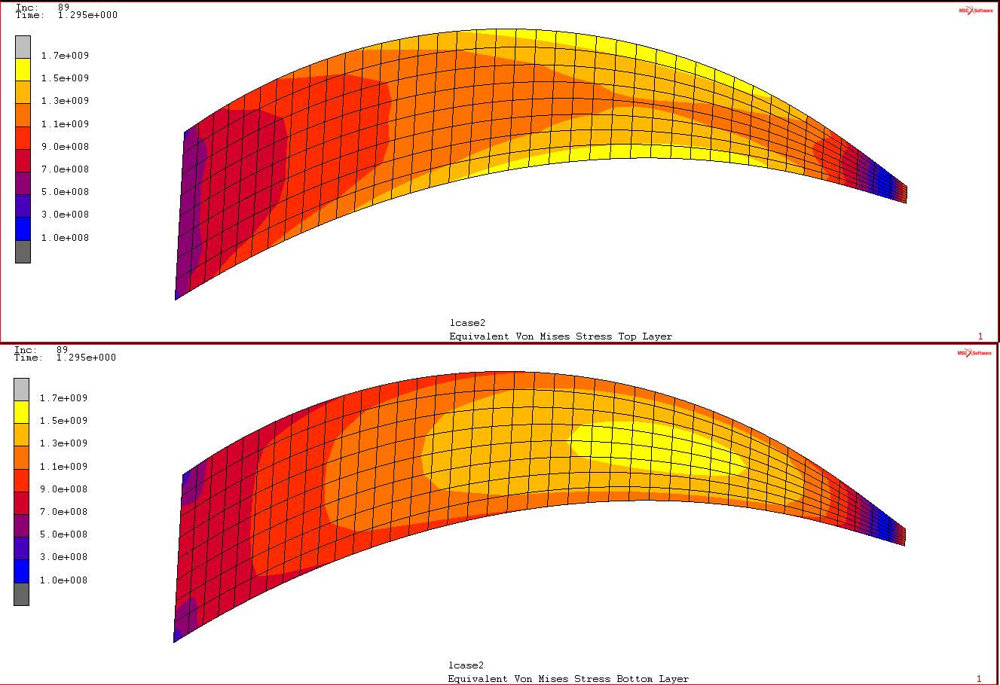 Inc: 89
Time: 1.295e+000
MSC Software
1.7e+009
1.5e+009
1.3e+009
1.1e+009
9.0e+008
7.0e+008
5.0e+008
3.0e+008
1.0e+008
lcase2
Equivalent Von Mises Stress Top Layer
1
Inc: 89
Time: 1.295e+000
MSC Software
1.7e+009
1.5e+009
1.3e+009
1.1e+009
9.0e+008
7.0e+008
5.0e+008
3.0e+008
1.0e+008
lcase2
Equivalent Von Mises Stress Bottom Layer
1